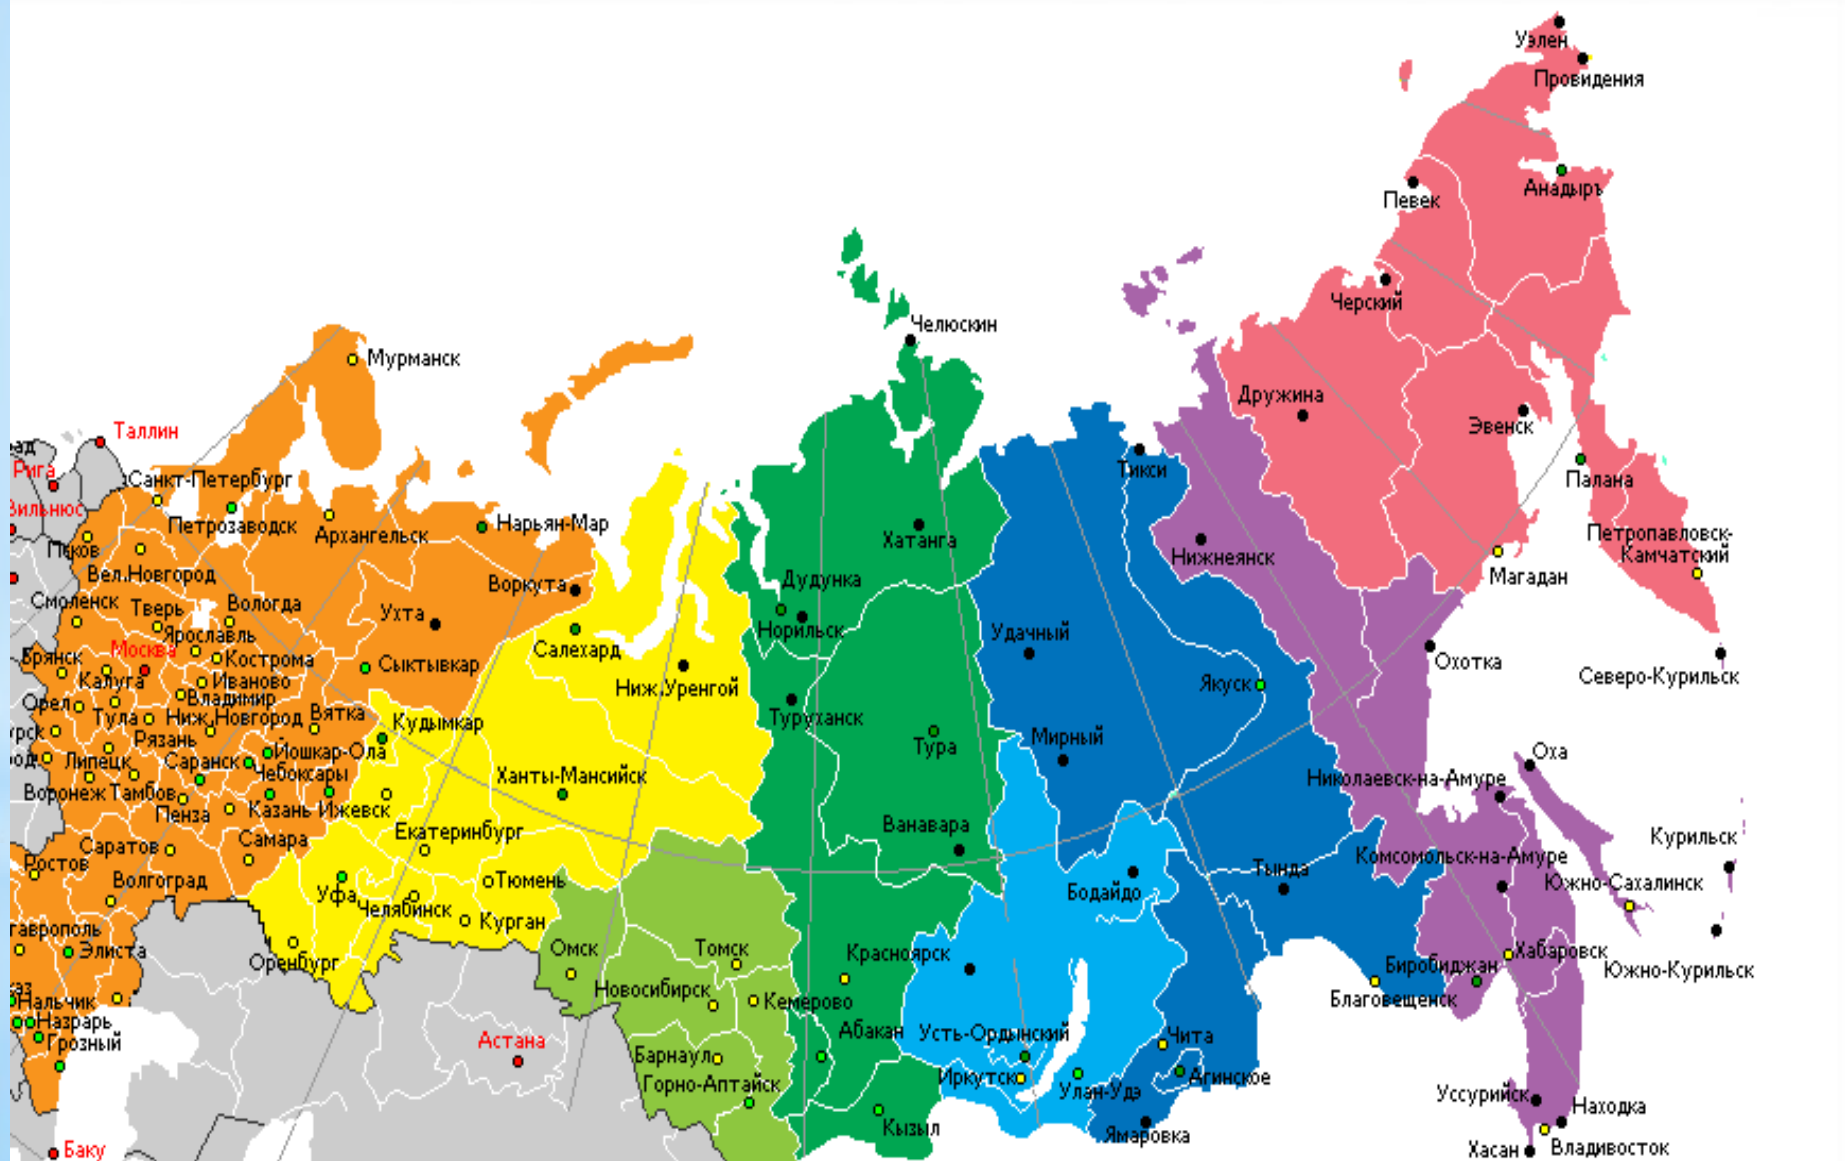 Уэлен
Провидения
Анадыръ
Певек
Черский
Челюскин
Мурманск
Дружина
Эвенск
Таллин
Рига
Вильнюс
Санкт-Петербург
Петрозаводск
Архангельск
Нарьян-Мар
Тикси
Палана
Псков
Хатанга
Нижнеянск
Петропавловск-
Камчатский
Вел.Новгород
Воркута
Дудунка
Магадан
Смоленск
Тверь
Вологда
Ухта
Норильск
Удачный
Ярославль
Москва
Салехард
Охотка
Брянск
Кострома
Сыктывкар
Калуга
Иваново
Ниж.Уренгой
Якуск
Северо-Курильск
Владимир
Орел
Тула
Ниж.Новгород
Вятка
Кудымкар
Туруханск
Тура
Мирный
Рязань
Йошкар-Ола
Оха
Липецк
Саранск
Чебоксары
Ханты-Мансийск
Николаевск-на-Амуре
Воронеж
Тамбов
Казань
Ижевск
Пенза
Екатеринбург
Ванавара
Самара
Саратов
Курильск
Ростов
Комсомольск-на-Амуре
Волгоград
Уфа
Тюмень
Бодайдо
Тында
Южно-Сахалинск
Челябинск
Курган
таврополь
Элиста
Омск
Томск
Красноярск
Хабаровск
Оренбург
Биробиджан
Южно-Курильск
Новосибирск
Кемерово
Благовещенск
Нальчик
Назрарь
Грозный
Астана
Абакан
Усть-Ордынский
Чита
Барнаул
Горно-Аптайск
Иркутск
Улан-Удэ
Агинское
Уссурийск
Находка
Кызыл
Ямаровка
Баку
Хасан
Владивосток